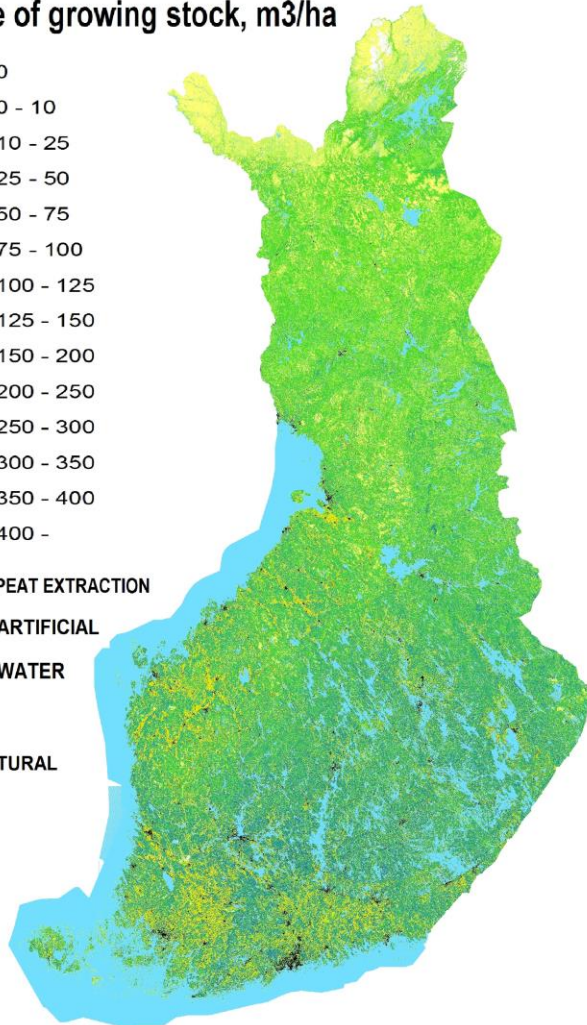 e of growing stock, m3/ha
0
0 - 10
10 - 25
25 - 50
50 - 75
75 - 100
100 - 125
125 - 150
150 - 200
200 - 250
250 - 300
300 - 350
350 - 400
400 -
PEAT EXTRACTION
ARTIFICIAL
WATER
TURAL